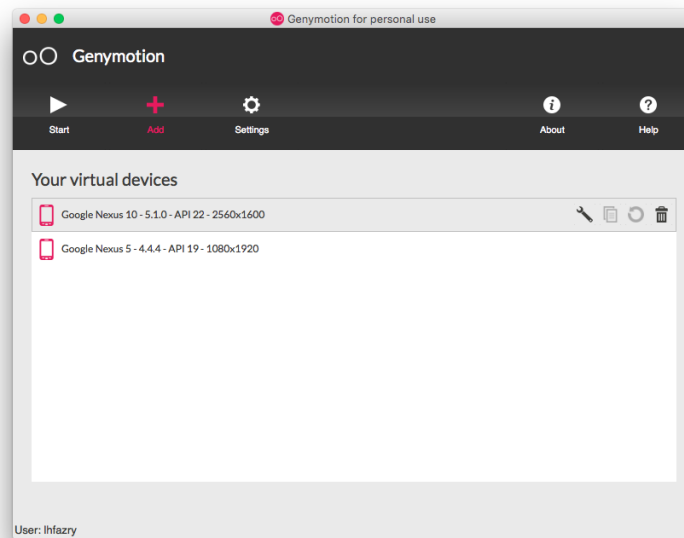 Genymotion for personal use
Genymotion
Start Add Settings About Help
Your virtual devices
Google Nexus 10 - 5.1.0 - API 22 - 2560x1600
Google Nexus 5 - 4.4.4 - API 19 - 1080x1920
User: lhfazry